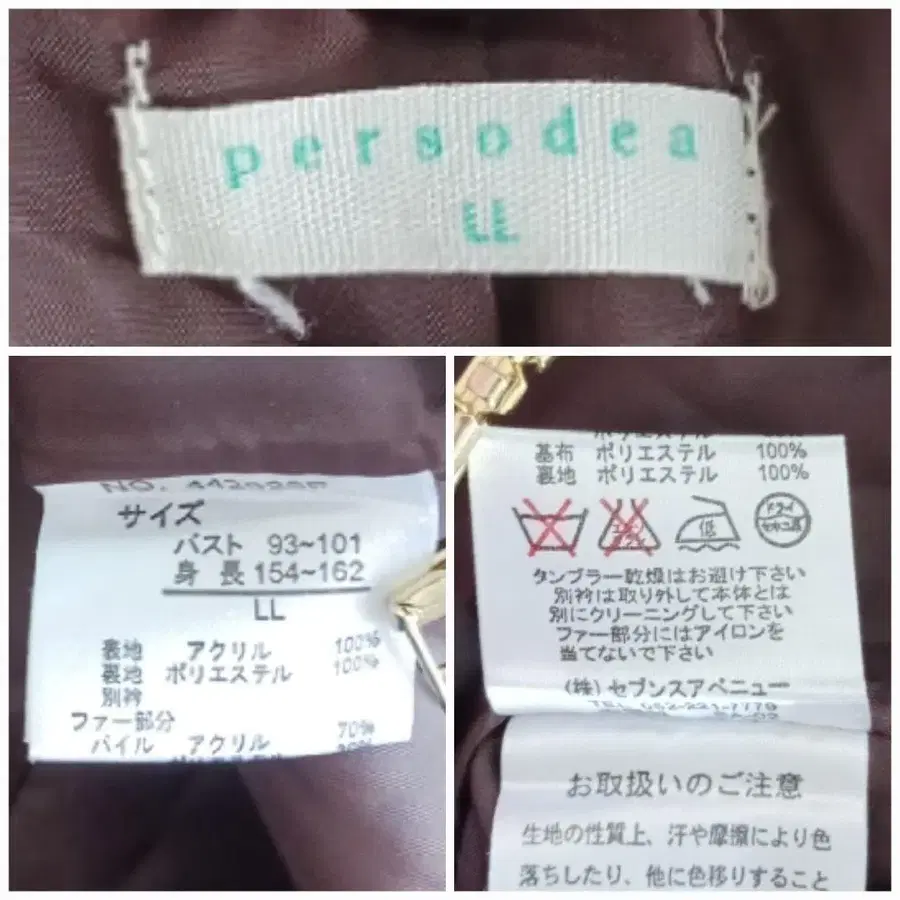 persodea
LL
サイズ
バスト 93~101
身長 154~162
LL
表地 アクリル 100%
裏地 ポリエステル 100%
別衿
ファー部分
パイル アクリル 70%
基布 ポリエステル 100%
裏地 ポリエステル 100%
低 ドライ
タンブラー乾燥はお避け下さい
別衿は取り外して本体とは
別にクリーニングして下さい
ファー部分にはアイロンを
当てないで下さい
(株)セブンスアベニュー
TEL 052-221-7779
お取扱いのご注意
生地の性質上、汗や摩擦により色
落ちしたり、他に色移りすること